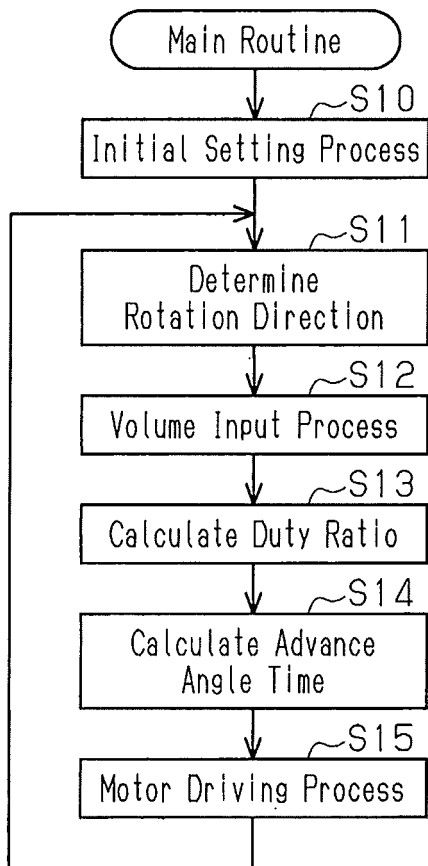 Main Routine
S10
Initial Setting Process
S11
Determine
Rotation Direction
S12
Volume Input Process
S13
Calculate Duty Ratio
S14
Calculate Advance
Angle Time
S15
Motor Driving Process